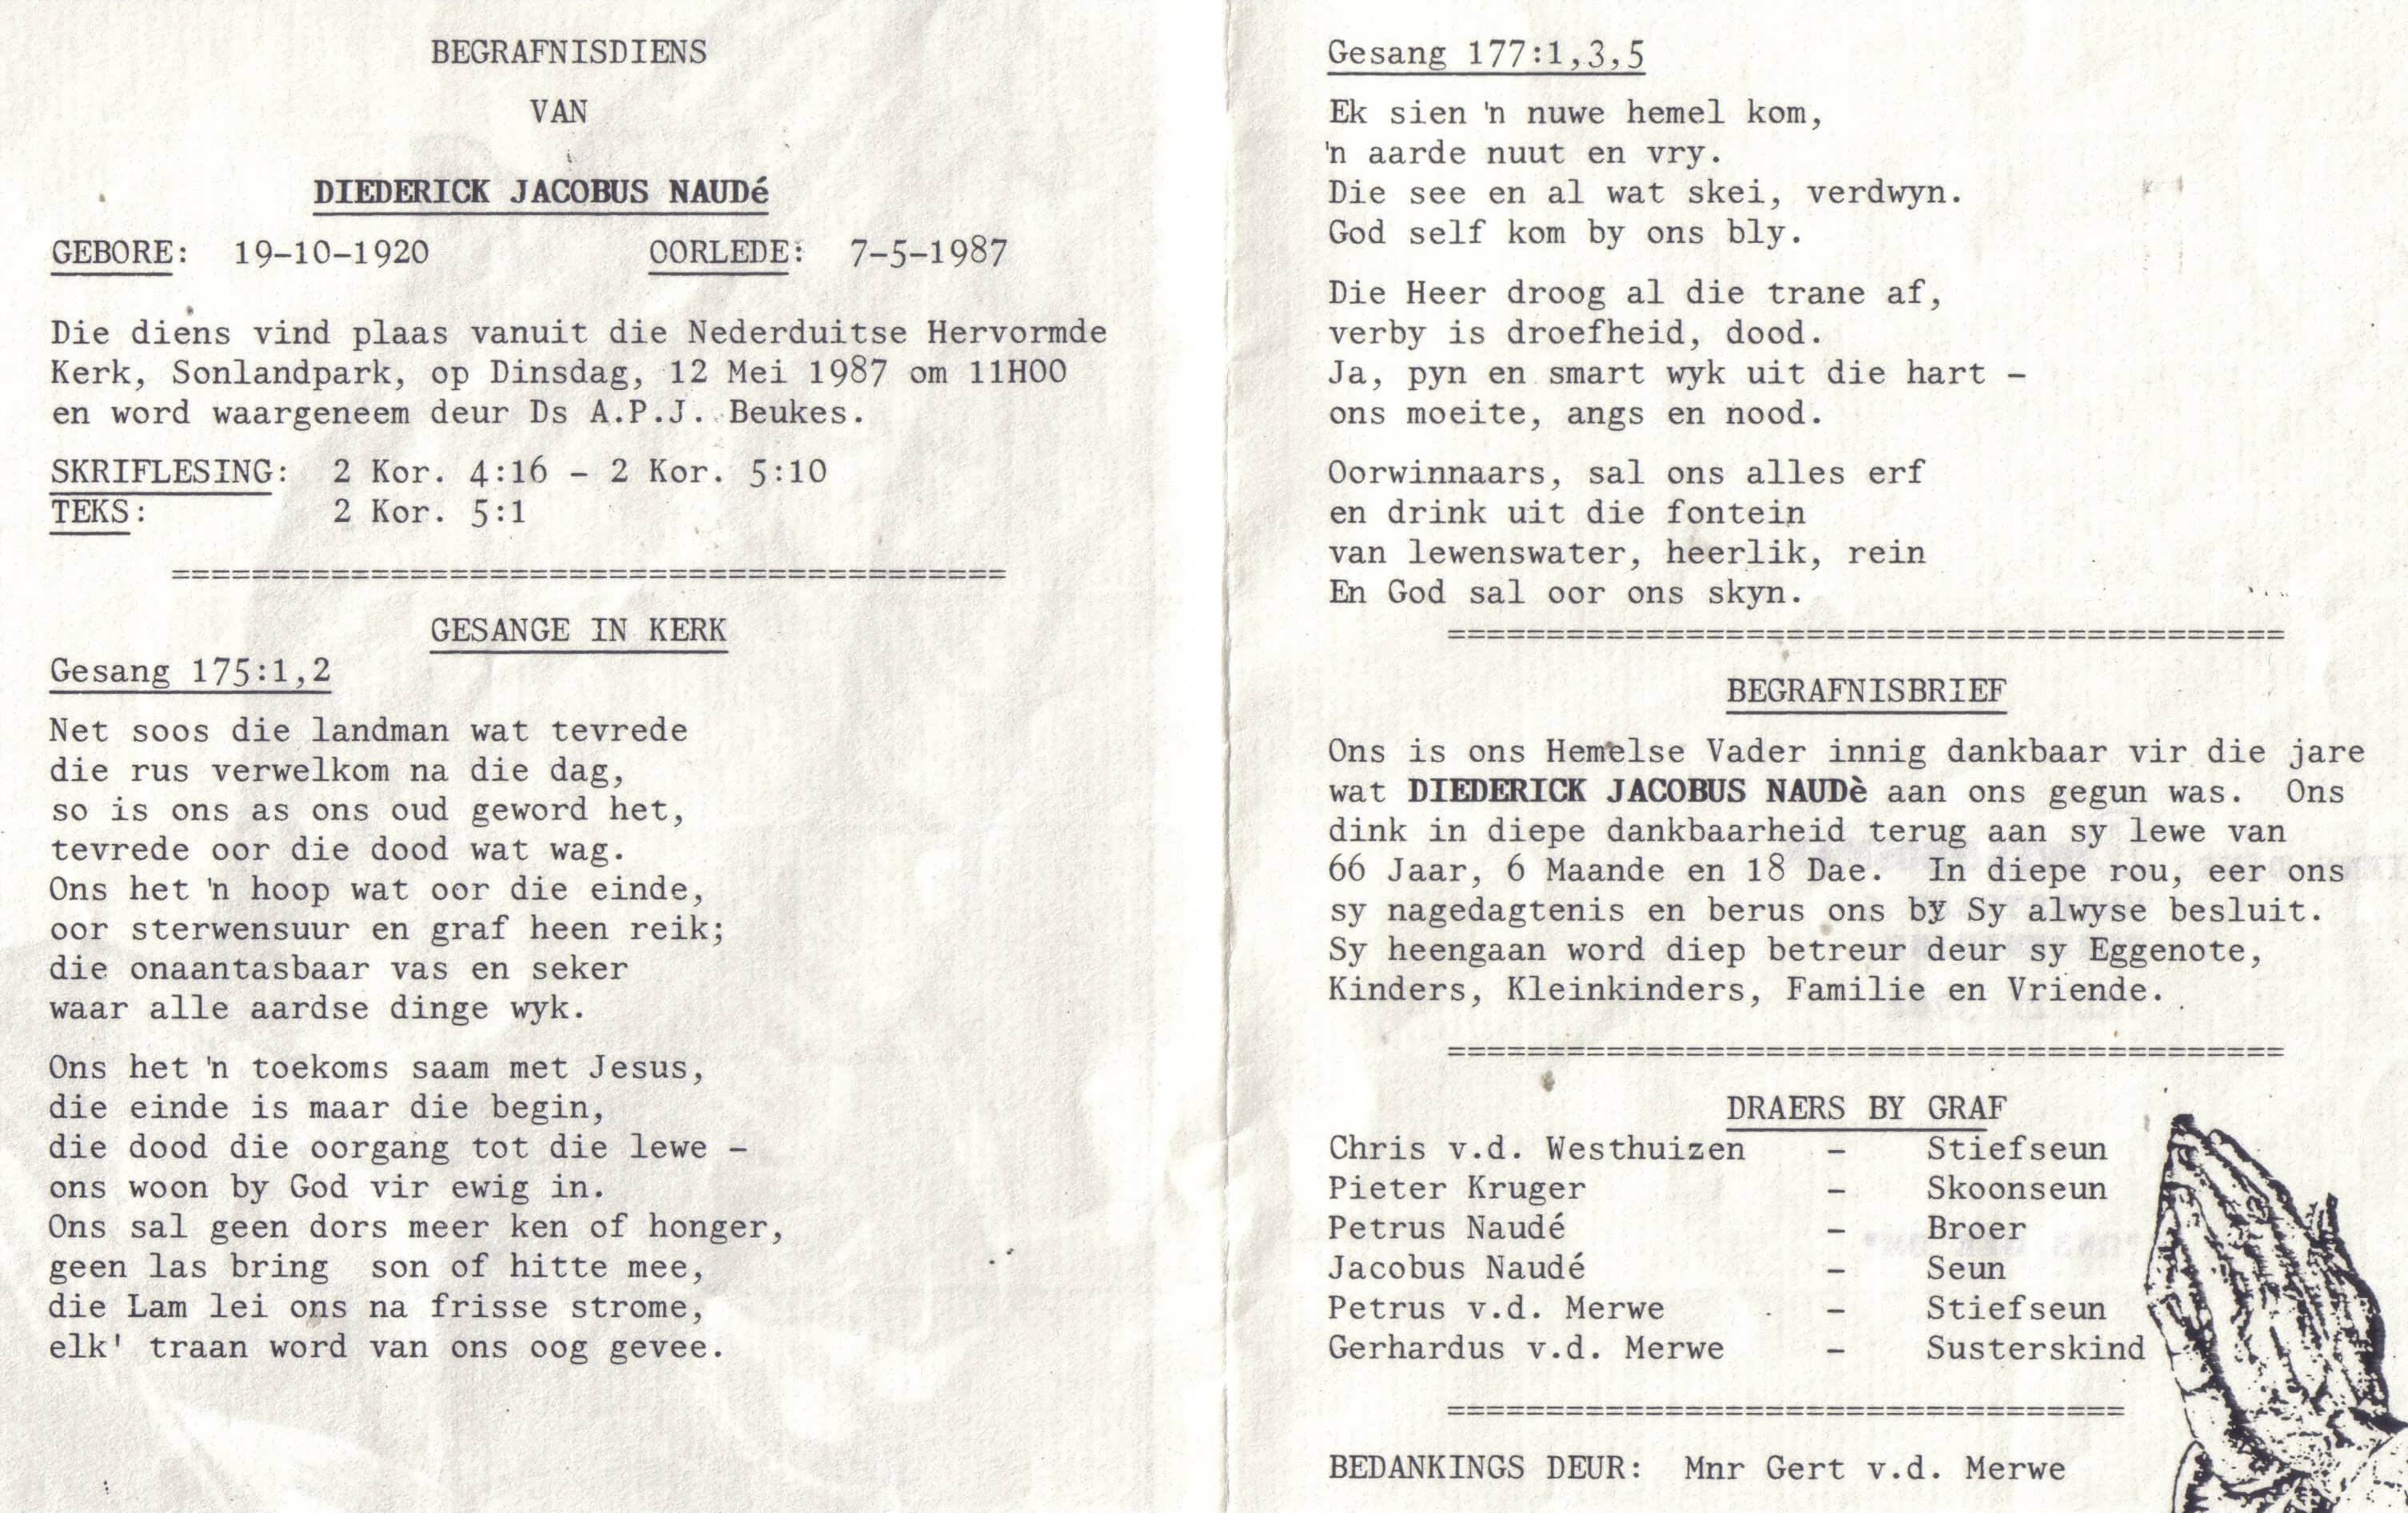 BEGRAFNISDIENS
VAN
DIEDERICK JACOBUS NAUDé
GEBORE: 19-10-1920 OORLEDE: 7-5-1987
Die diens vind plaas vanuit die Nederduitse Hervormde
Kerk, Sonlandpark, op Dinsdag, 12 Mei 1987 om 11H00
en word waargeneem deur Ds A.P.J. Beukes.
SKRIFLESING: 2 Kor. 4:16 - 2 Kor. 5:10
TEKS: 2 Kor. 5:1
==========================================
GESANGE IN KERK
Gesang 175:1,2
Net soos die landman wat tevrede
die rus verwelkom na die dag,
so is ons as ons oud geword het,
tevrede oor die dood wat wag.
Ons het 'n hoop wat oor die einde,
oor sterwensuur en graf heen reik;
die onaantasbaar vas en seker
waar alle aardse dinge wyk.
Ons het 'n toekoms saam met Jesus,
die einde is maar die begin,
die dood die oorgang tot die lewe -
ons woon by God vir ewig in.
Ons sal geen dors meer ken of honger,
geen las bring son of hitte mee,
die Lam lei ons na frisse strome,
elk' traan word van ons oog gevee.
Gesang 177:1,3,5
Ek sien 'n nuwe hemel kom,
'n aarde nuut en vry.
Die see en al wat skei, verdwyn.
God self kom by ons bly.
Die Heer droog al die trane af,
verby is droefheid, dood.
Ja, pyn en smart wyk uit die hart -
ons moeite, angs en nood.
Oorwinnaars, sal ons alles erf
en drink uit die fontein
van lewenswater, heerlik, rein
En God sal oor ons skyn.
==========================================
BEGRAFNISBRIEF
Ons is ons Hemelse Vader innig dankbaar vir die jare
wat DIEDERICK JACOBUS NAUDè aan ons gegun was. Ons
dink in diepe dankbaarheid terug aan sy lewe van
66 Jaar, 6 Maande en 18 Dae. In diepe rou, eer ons
sy nagedagtenis en berus ons by Sy alwyse besluit.
Sy heengaan word diep betreur deur sy Eggenote,
Kinders, Kleinkinders, Familie en Vriende.
==========================================
DRAERS BY GRAF
Chris v.d. Westhuizen - Stiefseun
Pieter Kruger - Skoonseun
Petrus Naudé - Broer
Jacobus Naudé - Seun
Petrus v.d. Merwe - Stiefseun
Gerhardus v.d. Merwe - Susterskind
==================================
BEDANKINGS DEUR: Mnr Gert v.d. Merwe